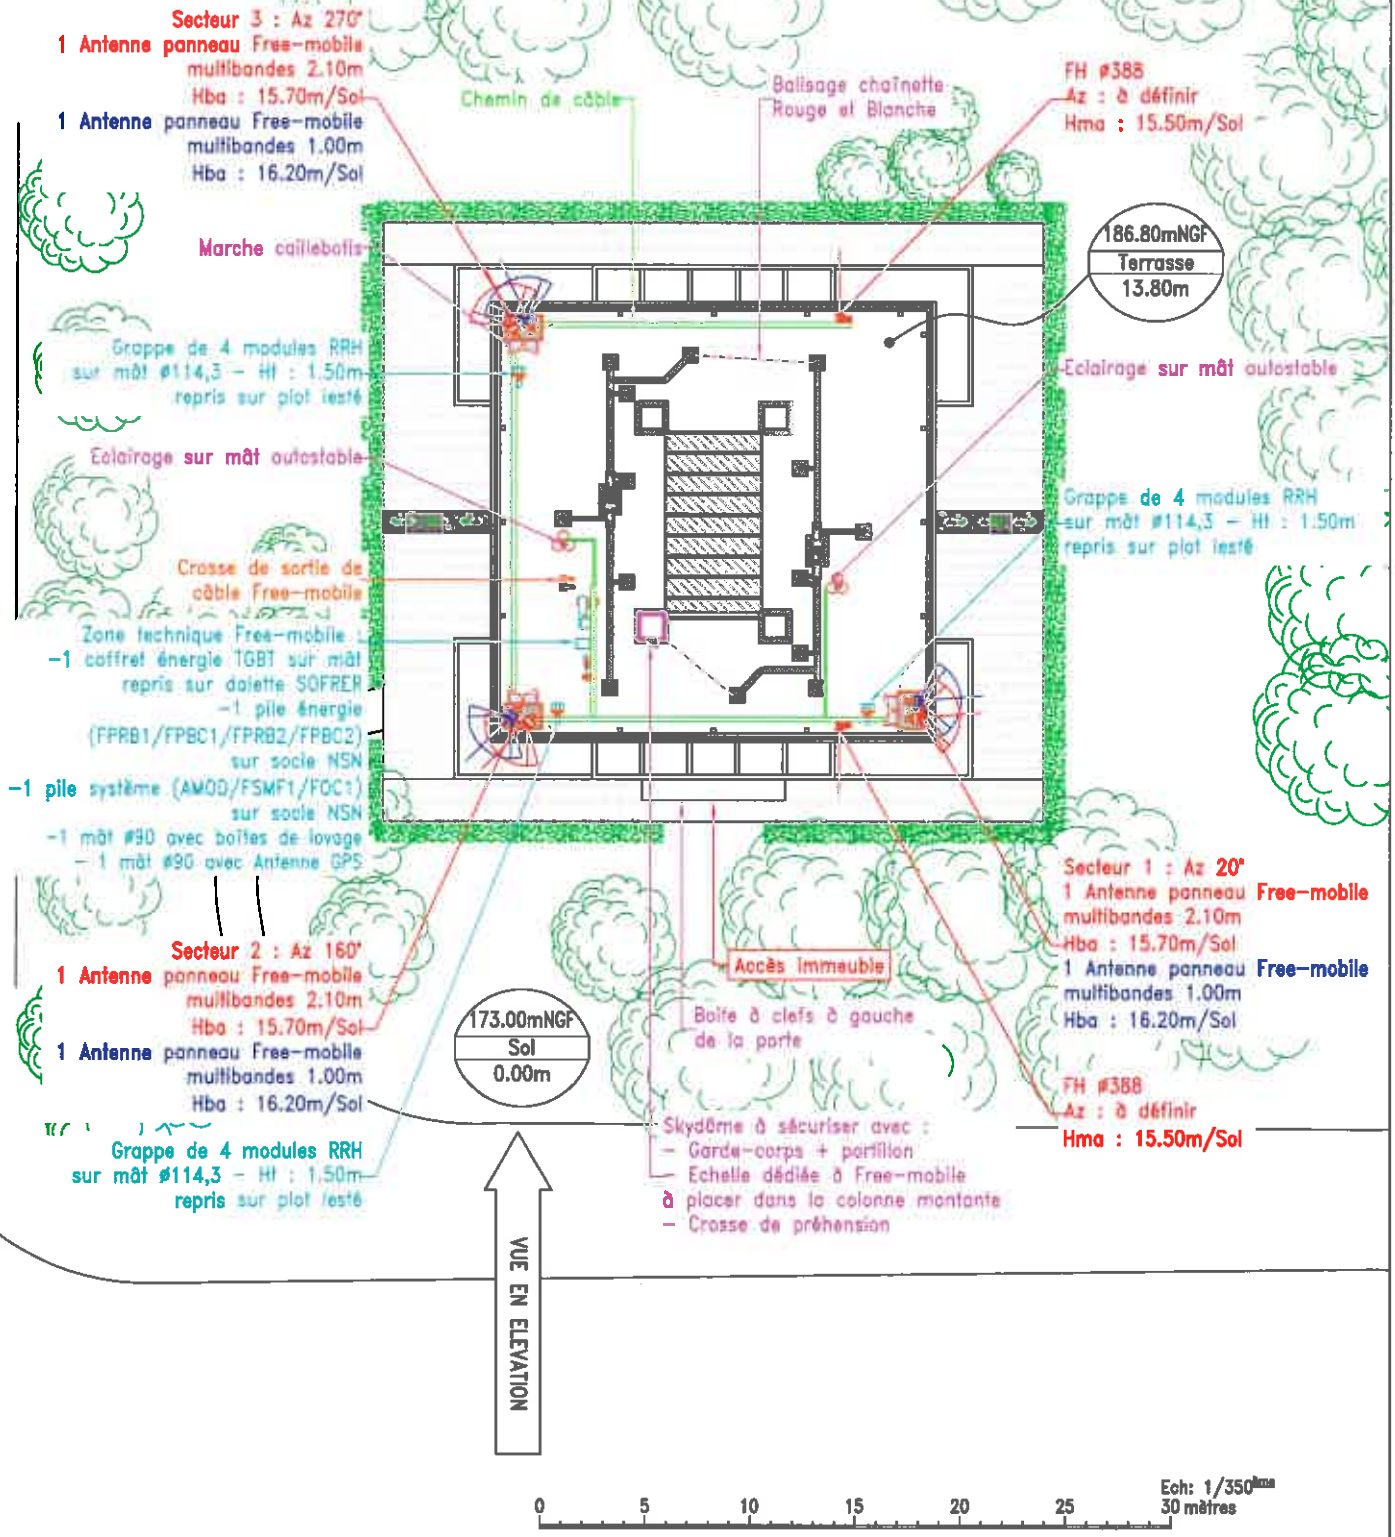 Secteur 3 : Az 270°
1 Antenne panneau Free-mobile
multibandes 2.10m
Hba : 15.70m/Sol
1 Antenne panneau Free-mobile
multibandes 1.00m
Hba : 16.20m/Sol
Chemin de câble
Balisage chaînette
Rouge et Blanche
FH ø388
Az : à définir
Hma : 15.50m/Sol
Marche caillebotis
186.80mNGF
Terrasse
13.80m
Grappe de 4 modules RRH
sur mât ø114,3 - Ht : 1.50m
repris sur plot lesté
Eclairage sur mât autostable
Eclairage sur mât autostable
Grappe de 4 modules RRH
sur mât ø114,3 - Ht : 1.50m
repris sur plot lesté
Crosse de sortie de
câble Free-mobile
Zone technique Free-mobile :
-1 coffret énergie TGBT sur mât
repris sur dalette SOFRER
-1 pile énergie
(FPRB1/FPBC1/FPRB2/FPBC2)
sur socle NSN
-1 pile système (AMOD/FSMF1/FOC1)
sur socle NSN
-1 mât ø90 avec boîtes de lovage
- 1 mât ø90 avec Antenne GPS
Secteur 1 : Az 20°
1 Antenne panneau Free-mobile
multibandes 2.10m
Hba : 15.70m/Sol
1 Antenne panneau Free-mobile
multibandes 1.00m
Hba : 16.20m/Sol
Secteur 2 : Az 160°
1 Antenne panneau Free-mobile
multibandes 2.10m
Hba : 15.70m/Sol
1 Antenne panneau Free-mobile
multibandes 1.00m
Hba : 16.20m/Sol
Accès immeuble
Boîte à clefs à gauche
de la porte
173.00mNGF
Sol
0.00m
FH ø388
Az : à définir
Hma : 15.50m/Sol
Grappe de 4 modules RRH
sur mât ø114,3 - Ht : 1.50m
repris sur plot lesté
Skydôme à sécuriser avec :
- Garde-corps + portillon
- Echelle dédiée à Free-mobile
à placer dans la colonne montante
- Crosse de préhension
VUE EN ELEVATION
Ech: 1/350ème
0 5 10 15 20 25 30 mètres